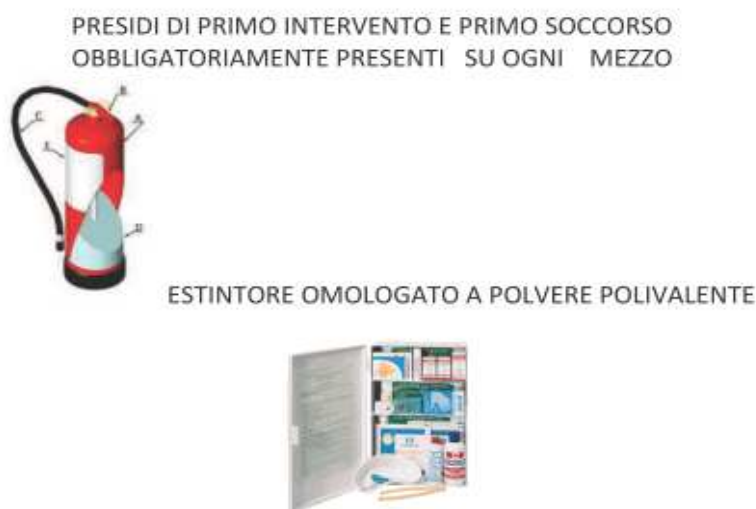 PRESIDI DI PRIMO INTERVENTO E PRIMO SOCCORSO
OBBLIGATORIAMENTE PRESENTI SU OGNI MEZZO
B
C
A
E
D
ESTINTORE OMOLOGATO A POLVERE POLIVALENTE